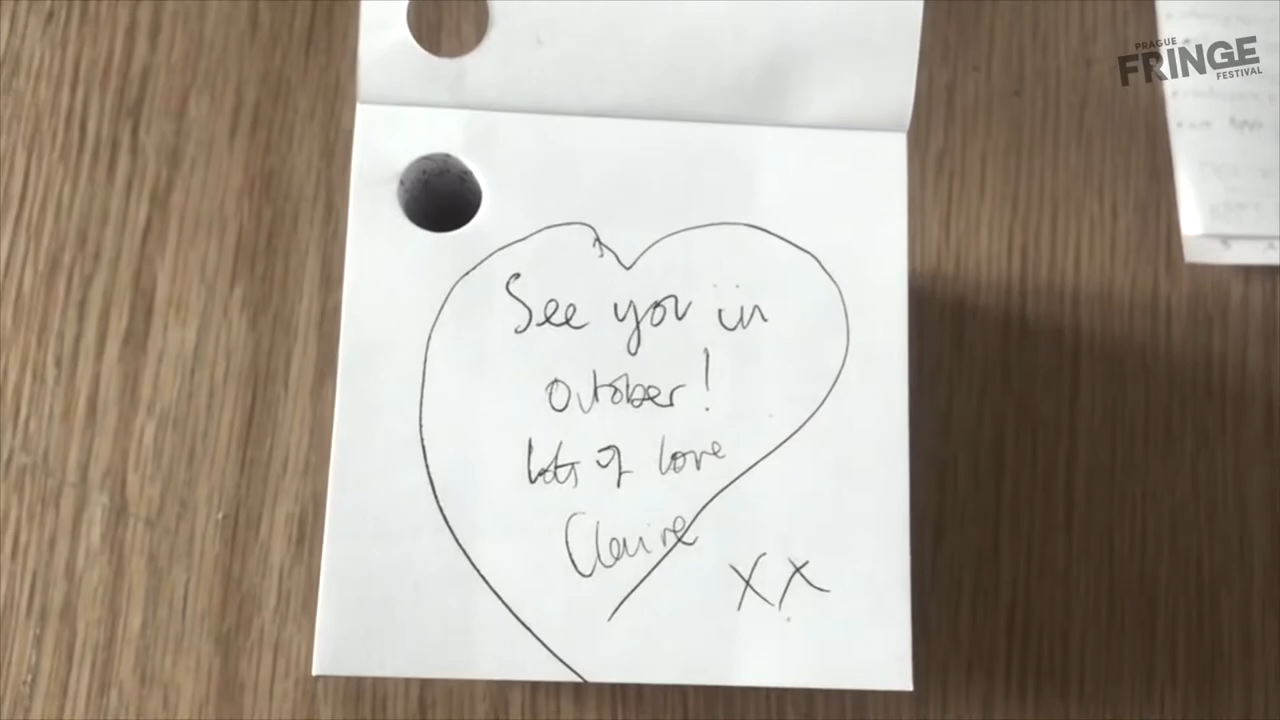 PRAGUE
FRINGE
FESTIVAL
See you in
October!
lots of love
Claire
XX